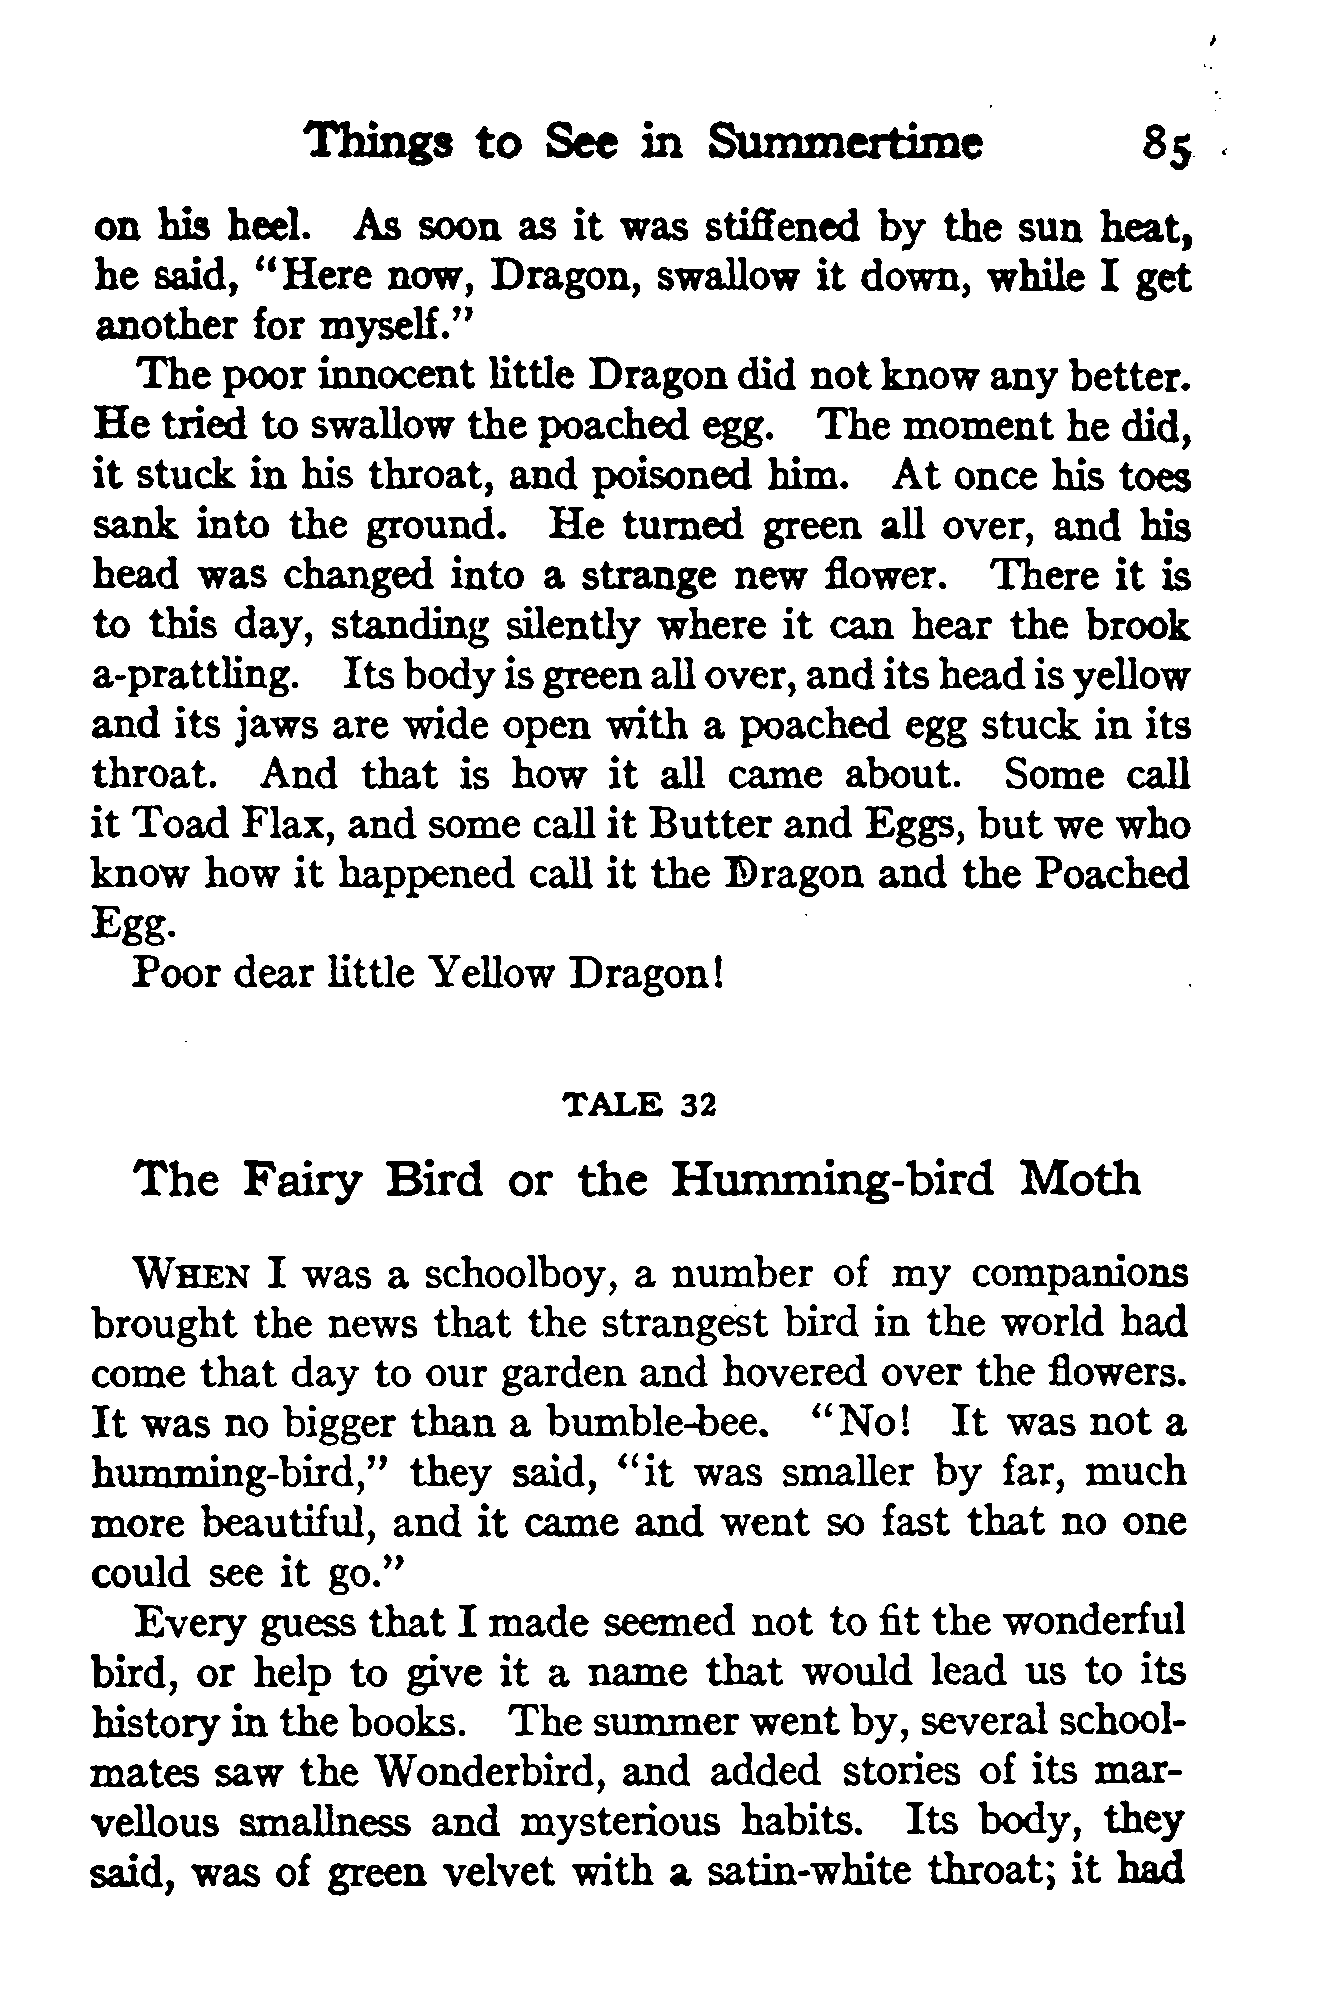 Things to See in Summertime 85
on his heel. As soon as it was stiffened by the sun heat,
he said, "Here now, Dragon, swallow it down, while I get
another for myself."
The poor innocent little Dragon did not know any better.
He tried to swallow the poached egg. The moment he did,
it stuck in his throat, and poisoned him. At once his toes
sank into the ground. He turned green all over, and his
head was changed into a strange new flower. There it is
to this day, standing silently where it can hear the brook
a-prattling. Its body is green all over, and its head is yellow
and its jaws are wide open with a poached egg stuck in its
throat. And that is how it all came about. Some call
it Toad Flax, and some call it Butter and Eggs, but we who
know how it happened call it the Dragon and the Poached
Egg.
Poor dear little Yellow Dragon!
TALE 32
The Fairy Bird or the Humming-bird Moth
WHEN I was a schoolboy, a number of my companions
brought the news that the strangest bird in the world had
come that day to our garden and hovered over the flowers.
It was no bigger than a bumble-bee. "No! It was not a
humming-bird," they said, "it was smaller by far, much
more beautiful, and it came and went so fast that no one
could see it go."
Every guess that I made seemed not to fit the wonderful
bird, or help to give it a name that would lead us to its
history in the books. The summer went by, several school-
mates saw the Wonderbird, and added stories of its mar-
vellous smallness and mysterious habits. Its body, they
said, was of green velvet with a satin-white throat; it had